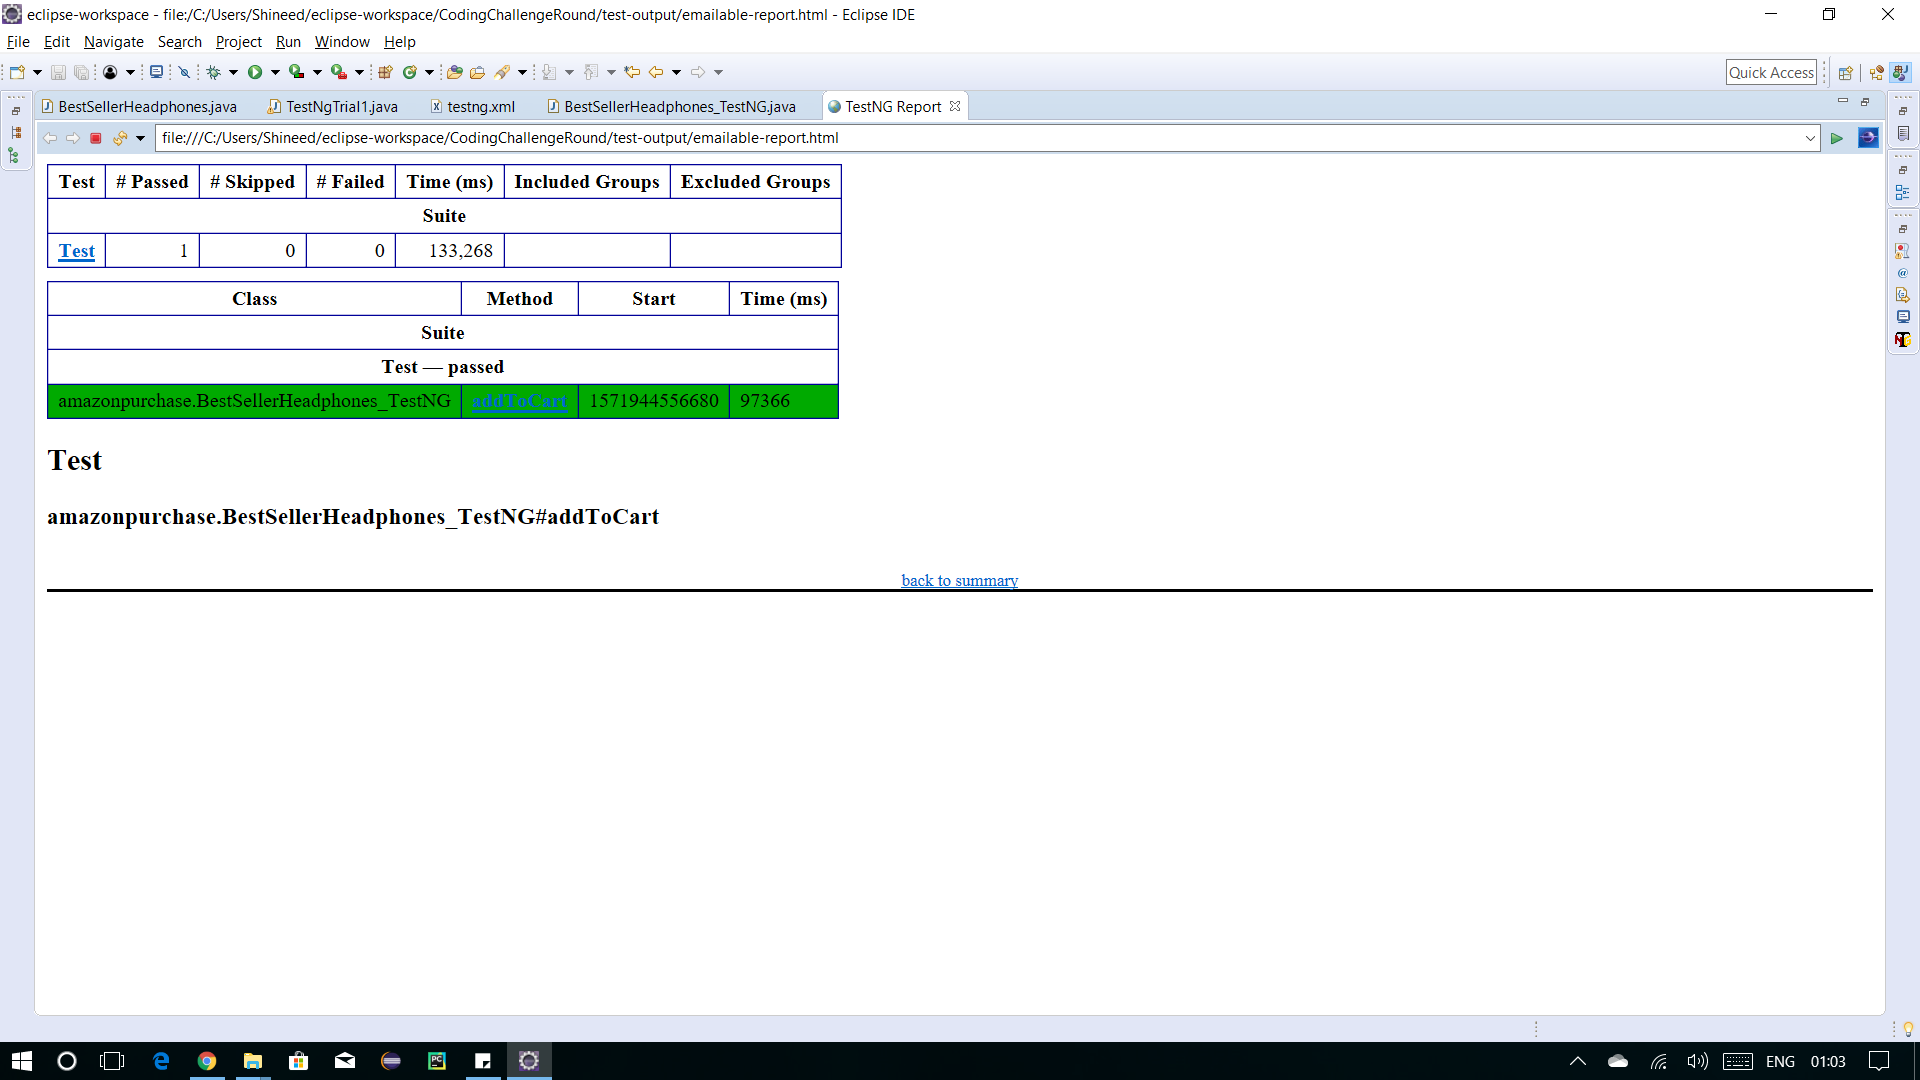 eclipse-workspace - file:/C:/Users/Shineed/eclipse-workspace/CodingChallengeRound/test-output/emailable-report.html - Eclipse IDE
File Edit Navigate Search Project Run Window Help
Quick Access
BestSellerHeadphones.java TestNgTrial1.java testng.xml BestSellerHeadphones_TestNG.java TestNG Report
file:///C:/Users/Shineed/eclipse-workspace/CodingChallengeRound/test-output/emailable-report.html
Test # Passed # Skipped # Failed Time (ms) Included Groups Excluded Groups
Suite
Test 1 0 0 133,268
Class Method Start Time (ms)
Suite
Test — passed
amazonpurchase.BestSellerHeadphones_TestNG addToCart 1571944556680 97366
Test
amazonpurchase.BestSellerHeadphones_TestNG#addToCart
back to summary
ENG 01:03